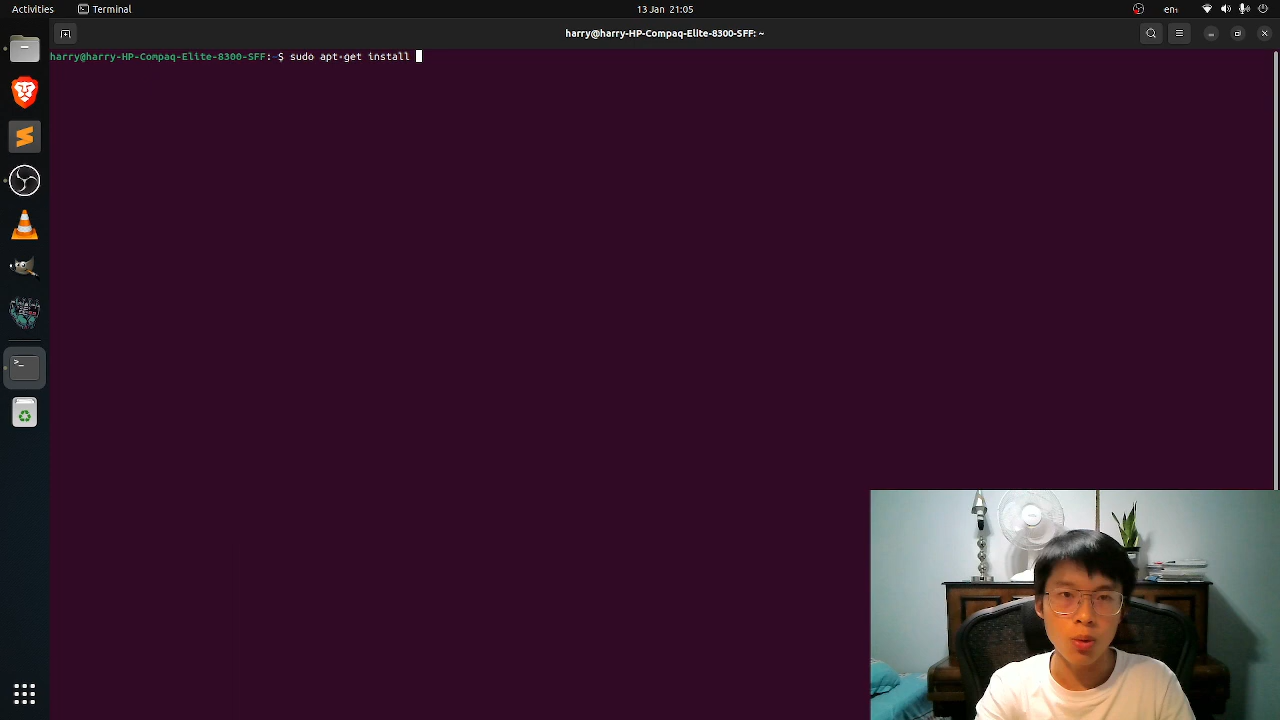 Activities
Terminal
13 Jan 21:05
en₁
harry@harry-HP-Compaq-Elite-8300-SFF: ~
harry@harry-HP-Compaq-Elite-8300-SFF:~$ sudo apt-get install